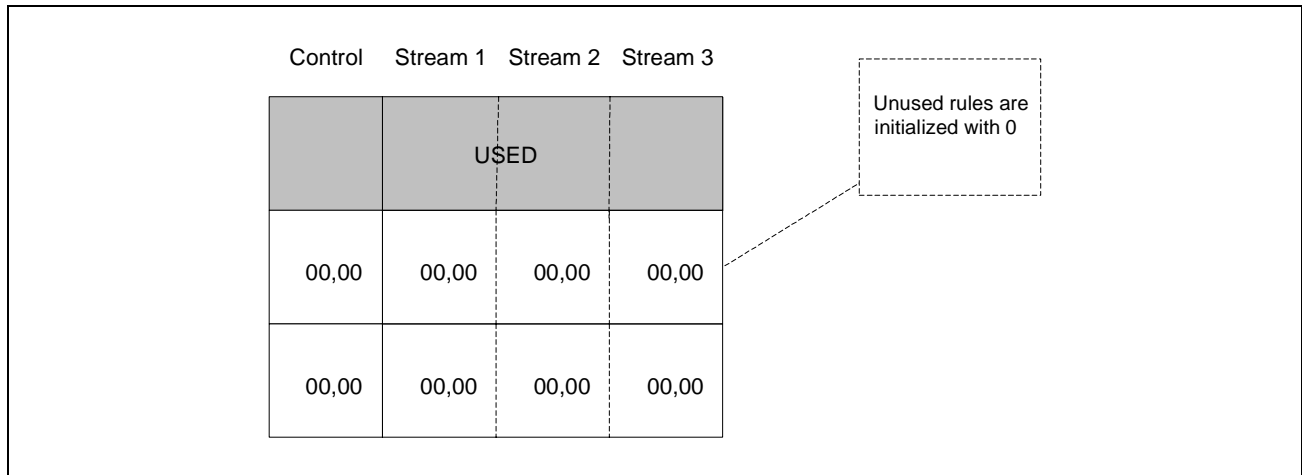 Control Stream 1 Stream 2 Stream 3
Unused rules are
initialized with 0
USED
00,00 00,00 00,00 00,00
00,00 00,00 00,00 00,00